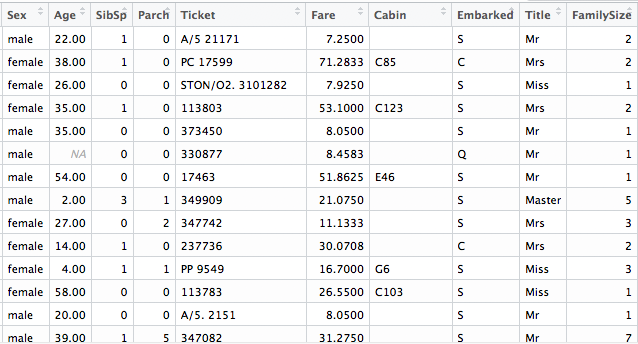 Sex Age SibSp Parch Ticket Fare Cabin Embarked Title FamilySize
male 22.00 1 0 A/5 21171 7.2500 S Mr 2
female 38.00 1 0 PC 17599 71.2833 C85 C Mrs 2
female 26.00 0 0 STON/O2. 3101282 7.9250 S Miss 1
female 35.00 1 0 113803 53.1000 C123 S Mrs 2
male 35.00 0 0 373450 8.0500 S Mr 1
male NA 0 0 330877 8.4583 Q Mr 1
male 54.00 0 0 17463 51.8625 E46 S Mr 1
male 2.00 3 1 349909 21.0750 S Master 5
female 27.00 0 2 347742 11.1333 S Mrs 3
female 14.00 1 0 237736 30.0708 C Mrs 2
female 4.00 1 1 PP 9549 16.7000 G6 S Miss 3
female 58.00 0 0 113783 26.5500 C103 S Miss 1
male 20.00 0 0 A/5. 2151 8.0500 S Mr 1
male 39.00 1 5 347082 31.2750 S Mr 7